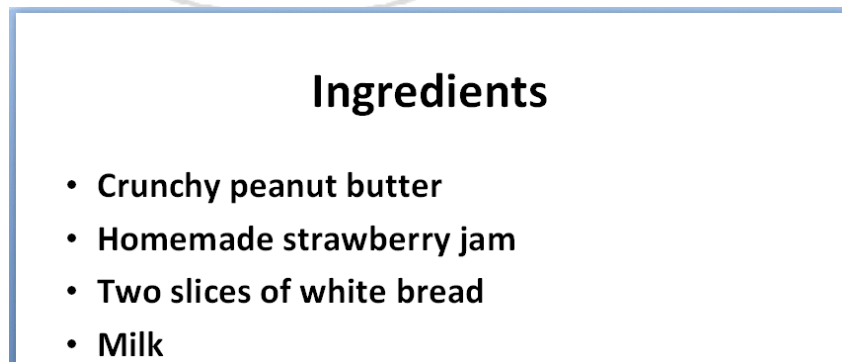 Ingredients
• Crunchy peanut butter
• Homemade strawberry jam
• Two slices of white bread
• Milk